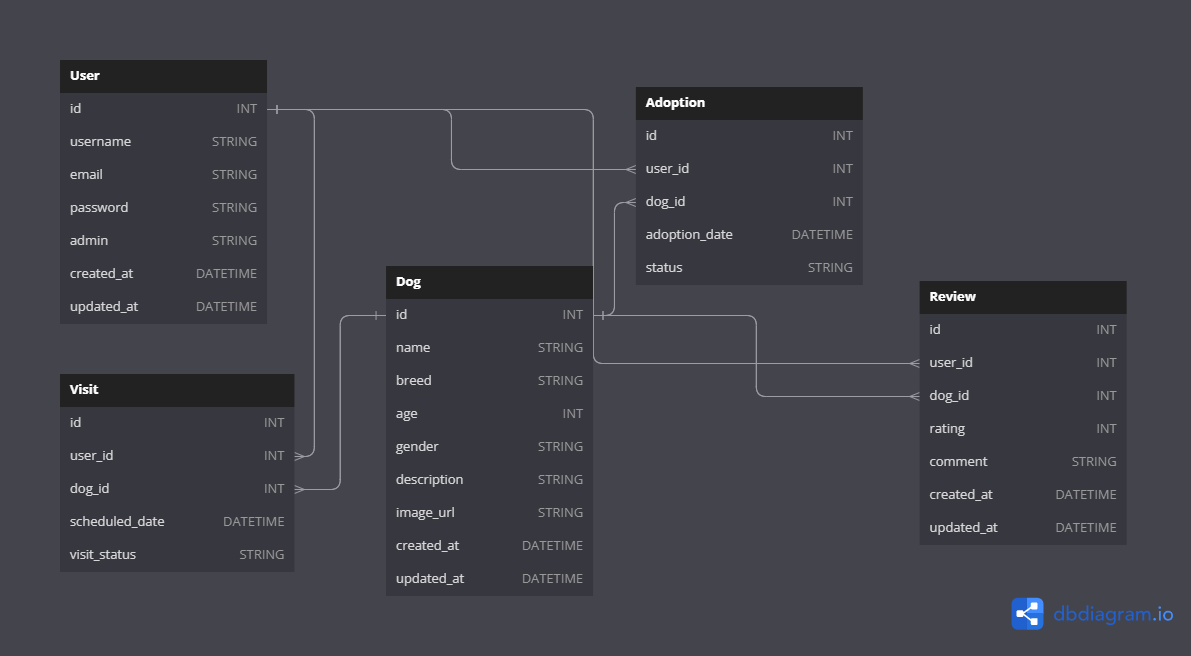 User
id INT
username STRING
email STRING
password STRING
admin STRING
created_at DATETIME
updated_at DATETIME
Visit
id INT
user_id INT
dog_id INT
scheduled_date DATETIME
visit_status STRING
Dog
id INT
name STRING
breed STRING
age INT
gender STRING
description STRING
image_url STRING
created_at DATETIME
updated_at DATETIME
Adoption
id INT
user_id INT
dog_id INT
adoption_date DATETIME
status STRING
Review
id INT
user_id INT
dog_id INT
rating INT
comment STRING
created_at DATETIME
updated_at DATETIME
dbdiagram.io